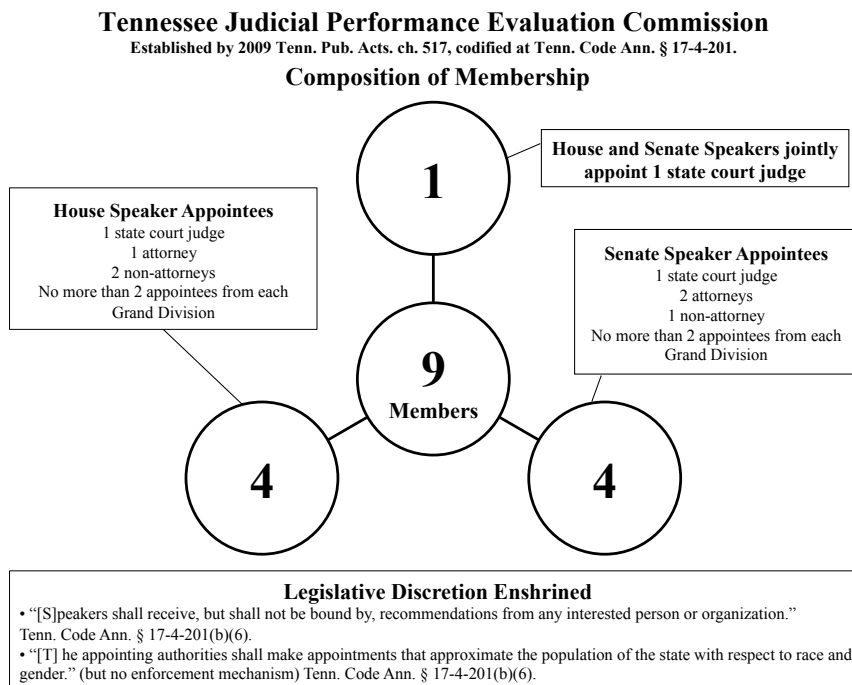 Tennessee Judicial Performance Evaluation Commission
Established by 2009 Tenn. Pub. Acts. ch. 517, codified at Tenn. Code Ann. § 17-4-201.
Composition of Membership
1
House and Senate Speakers jointly
appoint 1 state court judge
House Speaker Appointees
1 state court judge
1 attorney
2 non-attorneys
No more than 2 appointees from each
Grand Division
Senate Speaker Appointees
1 state court judge
2 attorneys
1 non-attorney
No more than 2 appointees from each
Grand Division
9
Members
4
4
Legislative Discretion Enshrined
• “[S]peakers shall receive, but shall not be bound by, recommendations from any interested person or organization.”
Tenn. Code Ann. § 17-4-201(b)(6).
• “[T] he appointing authorities shall make appointments that approximate the population of the state with respect to race and
gender.” (but no enforcement mechanism) Tenn. Code Ann. § 17-4-201(b)(6).